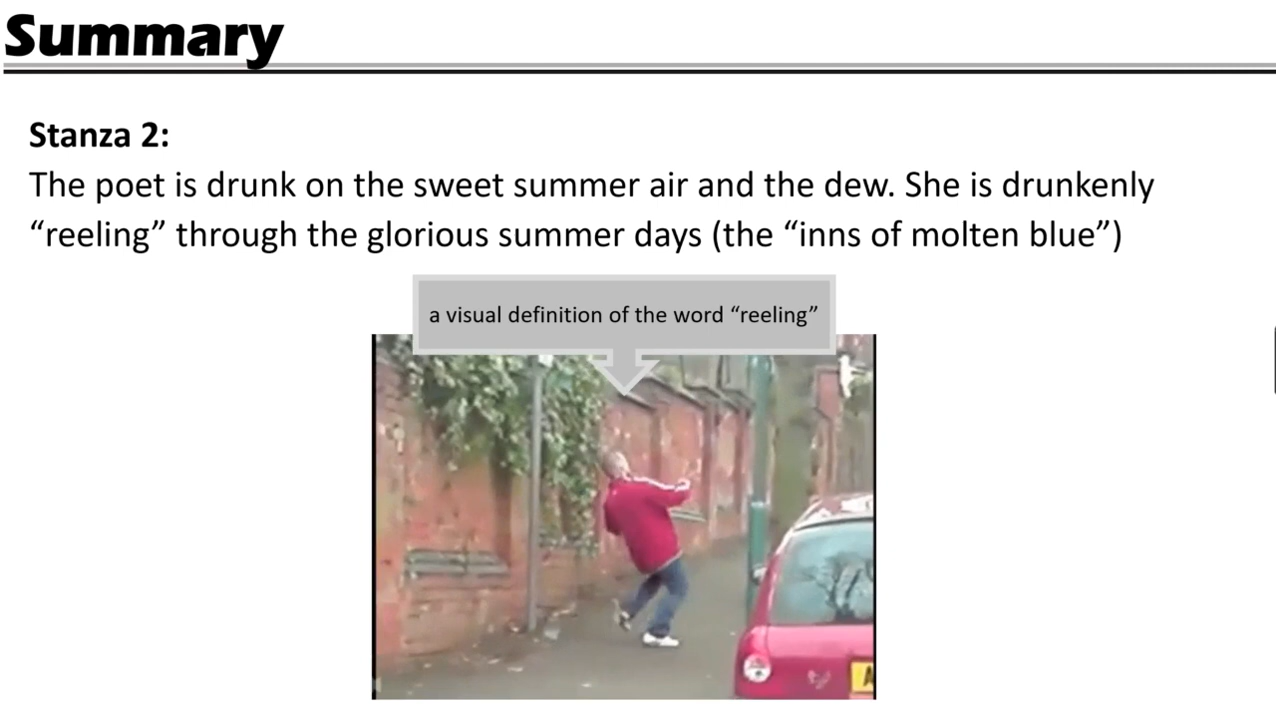 Summary
Stanza 2:
The poet is drunk on the sweet summer air and the dew. She is drunkenly
“reeling” through the glorious summer days (the “inns of molten blue”)
a visual definition of the word “reeling”